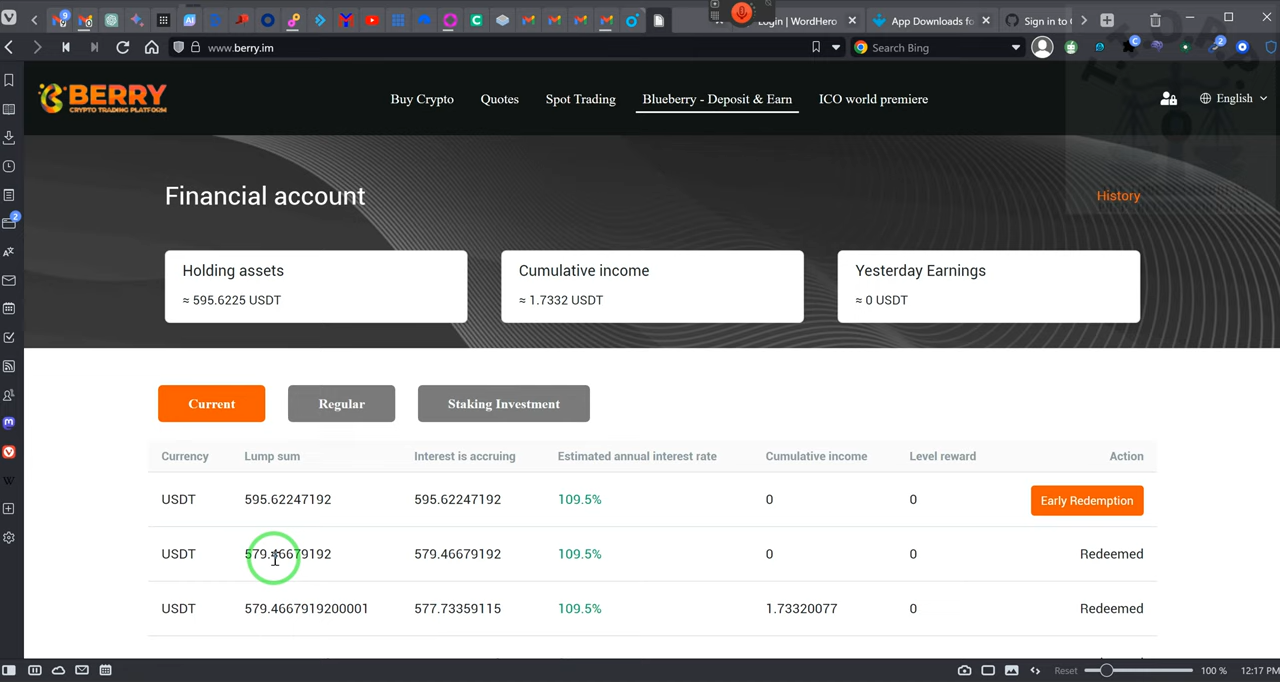 Login | WordHero
App Downloads fo
Sign in to
www.berry.im
Search Bing
BERRY
CRYPTO TRADING PLATFORM
Buy Crypto
Quotes
Spot Trading
Blueberry - Deposit & Earn
ICO world premiere
English
Financial account
History
Holding assets
≈ 595.6225 USDT
Cumulative income
≈ 1.7332 USDT
Yesterday Earnings
≈ 0 USDT
Current
Regular
Staking Investment
Currency Lump sum Interest is accruing Estimated annual interest rate Cumulative income Level reward Action
USDT 595.62247192 595.62247192 109.5% 0 0 Early Redemption
USDT 579.46679192 579.46679192 109.5% 0 0 Redeemed
USDT 579.4667919200001 577.73359115 109.5% 1.73320077 0 Redeemed
Reset 100 % 12:17 PM